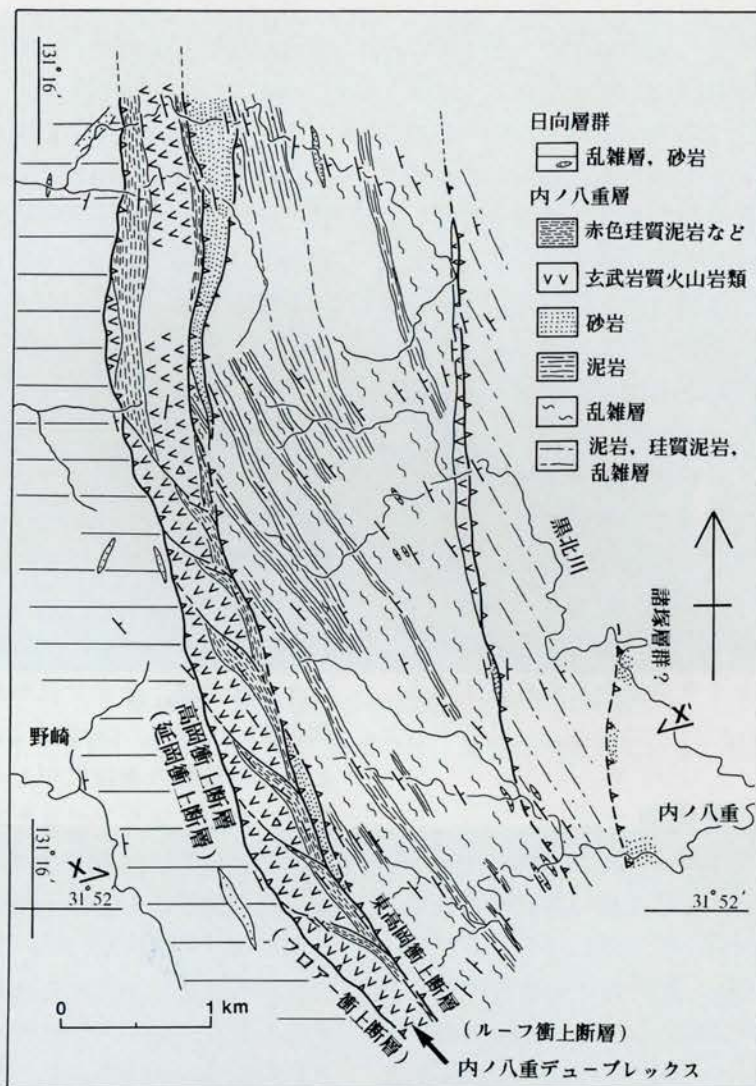 131°16′
日向層群
乱雑層，砂岩
内ノ八重層
赤色珪質泥岩など
玄武岩質火山岩類
砂岩
泥岩
乱雑層
泥岩，珪質泥岩，
乱雑層
黒北川
諸塚層群？
X′
内ノ八重
野崎
高岡衝上断層
（延岡衝上断層）
131°16′
X
31°52
31°52′
（フロアー衝上断層）
東高岡衝上断層
（ルーフ衝上断層）
0 1 km
内ノ八重デュープレックス